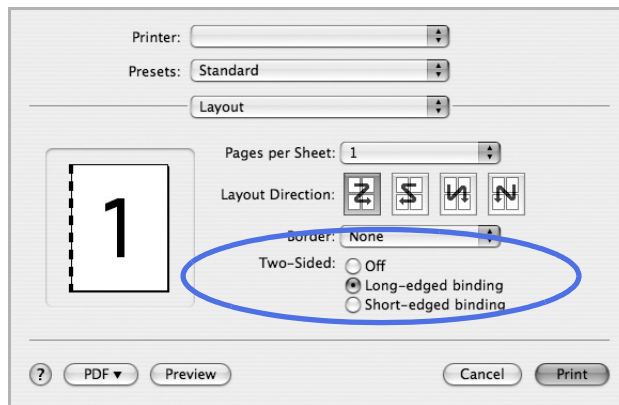 Printer:
Presets: Standard
Layout
Pages per Sheet: 1
Layout Direction:
Border: None
Two-Sided: Off
Long-edged binding
Short-edged binding
1
? PDF▼ Preview Cancel Print